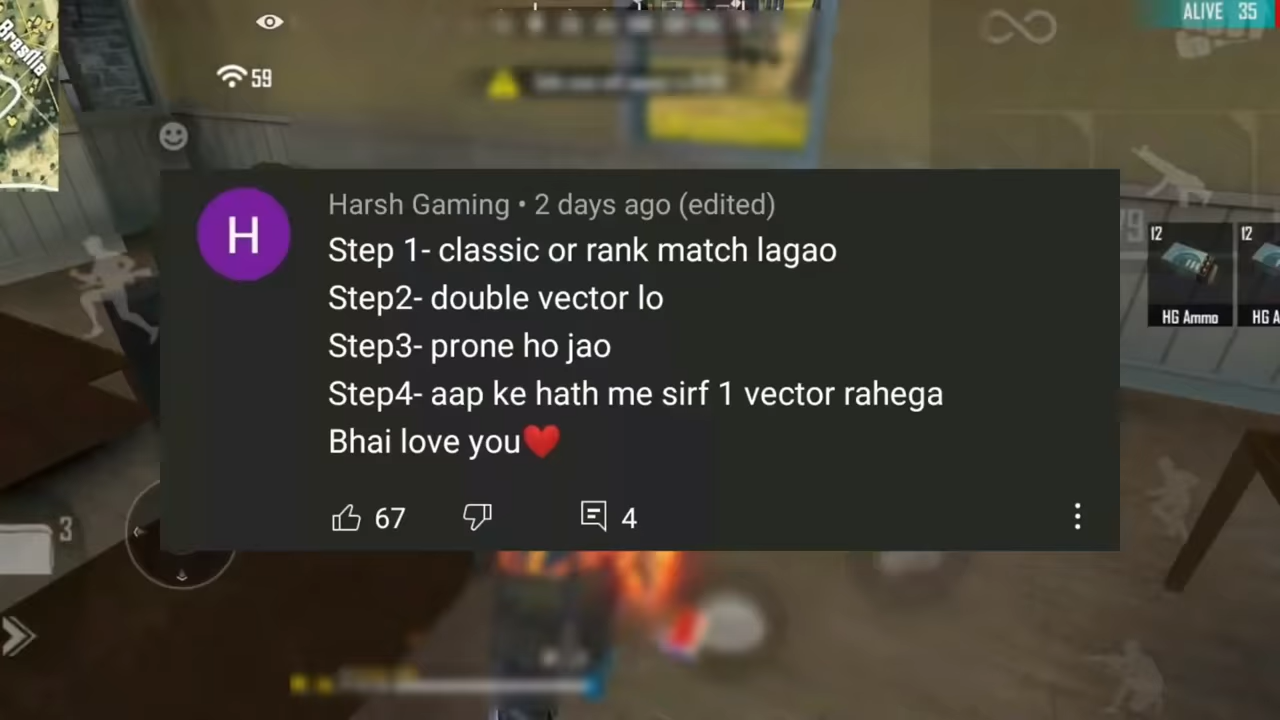 Brasilia
ALIVE 35
59
Harsh Gaming • 2 days ago (edited)
H
Step 1- classic or rank match lagao
Step2- double vector lo
Step3- prone ho jao
Step4- aap ke hath me sirf 1 vector rahega
Bhai love you❤️
67
4
12
12
HG Ammo
HG A
3